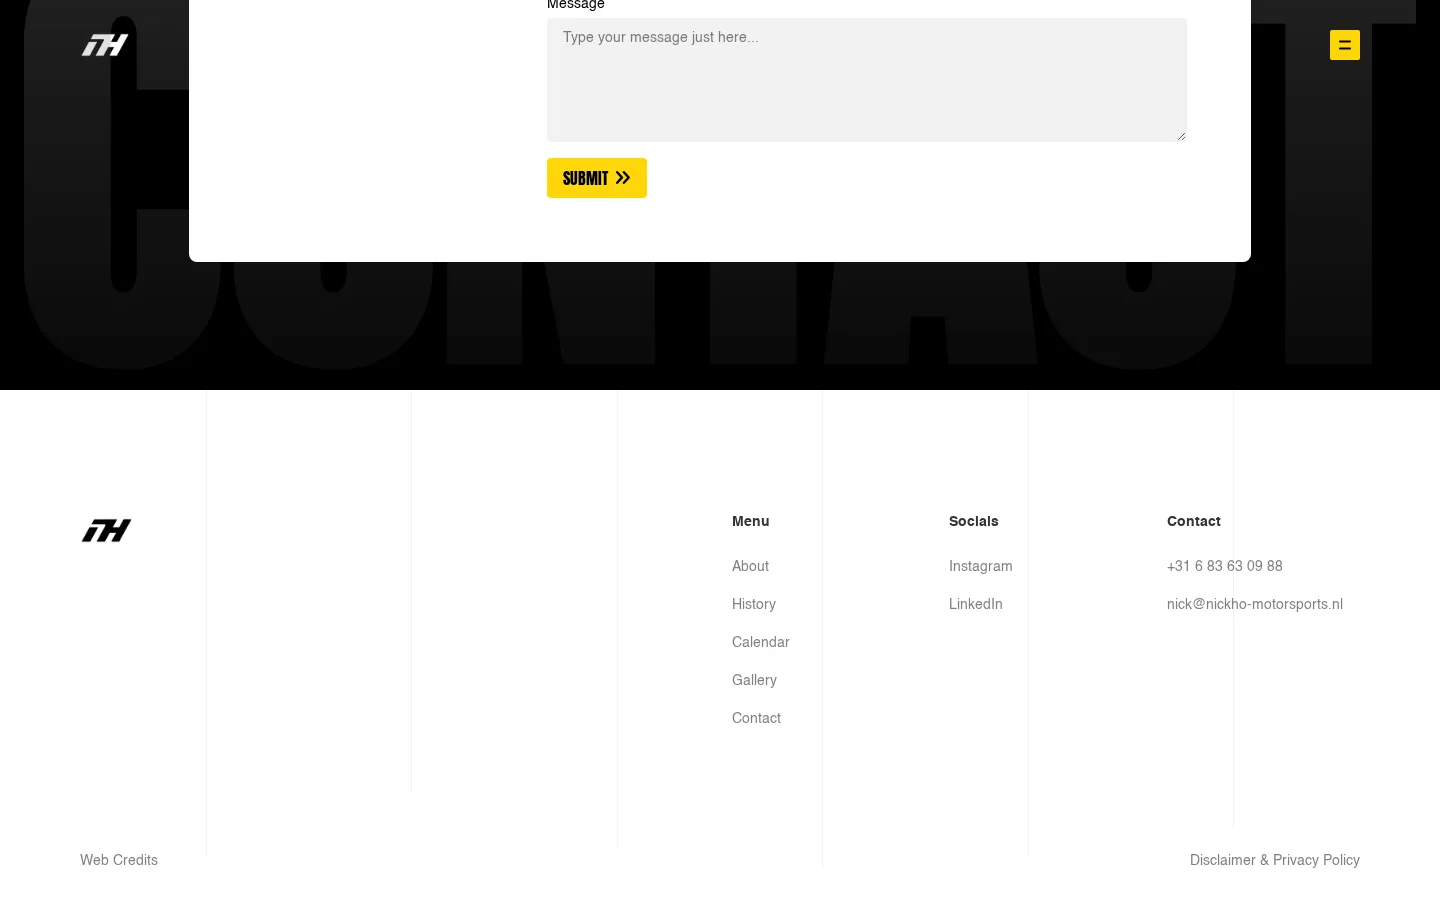 CONTACT
Message
Type your message just here...
SUBMIT
Menu
Socials
Contact
About
Instagram
+31 6 83 63 09 88
History
LinkedIn
nick@nickho-motorsports.nl
Calendar
Gallery
Contact
Web Credits
Disclaimer & Privacy Policy